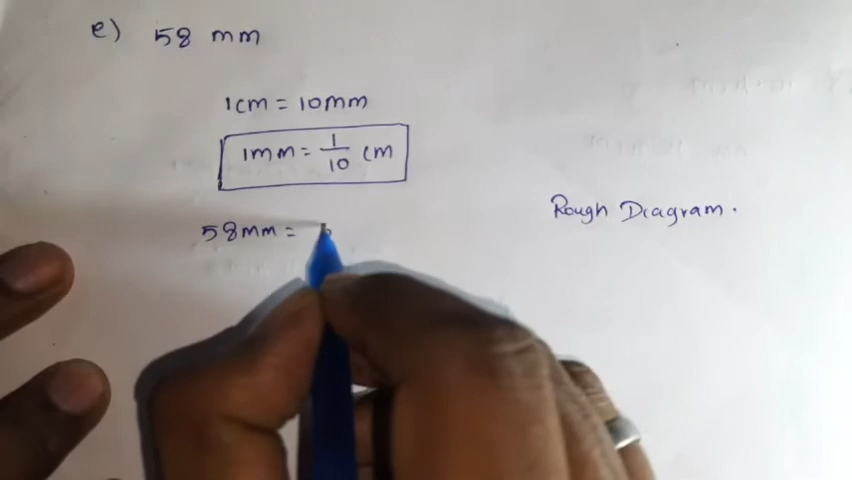 e) 58 mm
1cm = 10mm
1mm = 1/10 cm
Rough Diagram.
58mm =